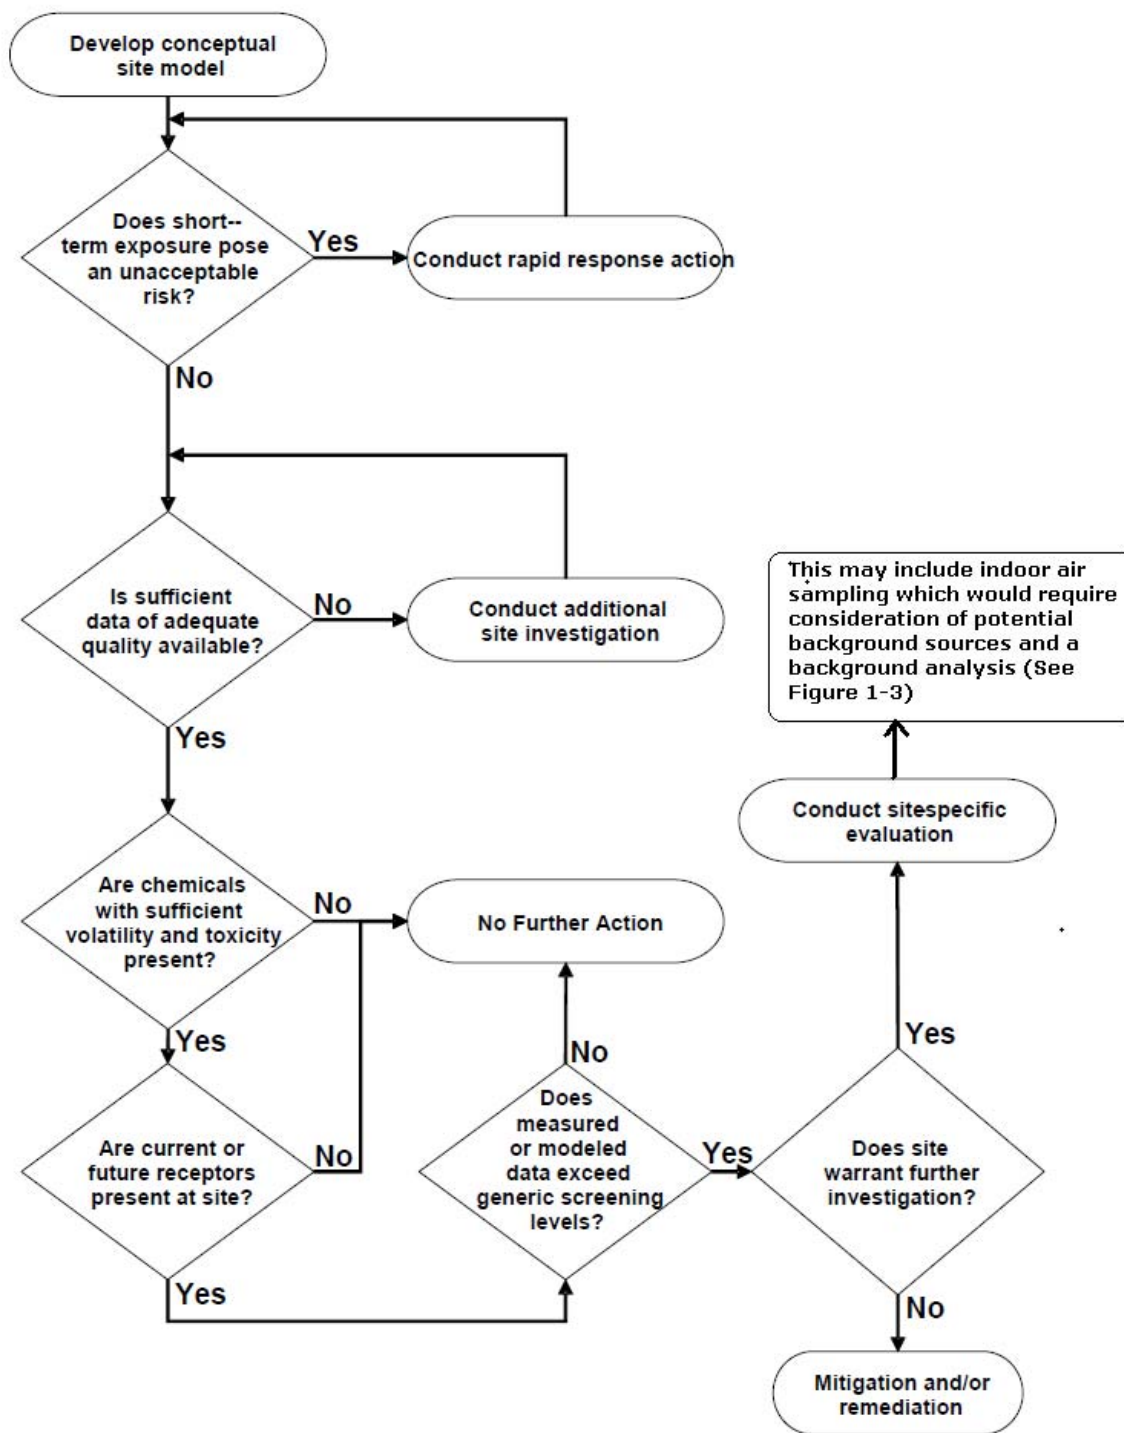 Develop conceptual
site model
Does short--
term exposure pose
an unacceptable
risk?
Yes
Conduct rapid response action
No
Is sufficient
data of adequate
quality available?
No
Conduct additional
site investigation
This may include indoor air
sampling which would require
consideration of potential
background sources and a
background analysis (See
Figure 1-3)
Yes
Conduct sitespecific
evaluation
Are chemicals
with sufficient
volatility and toxicity
present?
No
No Further Action
Yes
Are current or
future receptors
present at site?
No
Does
measured
or modeled
data exceed
generic screening
levels?
No
Yes
Does site
warrant further
investigation?
Yes
Yes
No
Mitigation and/or
remediation